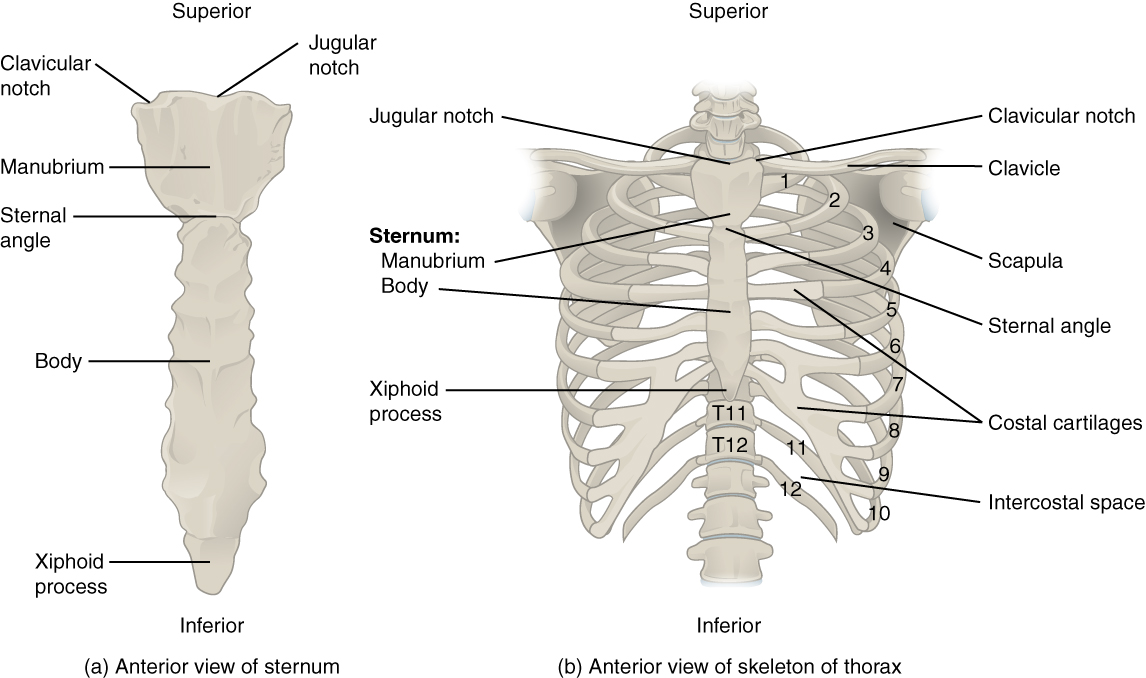 Superior
Clavicular
notch
Jugular
notch
Manubrium
Sternal
angle
Body
Xiphoid
process
Inferior
(a) Anterior view of sternum
Superior
Jugular notch
Clavicular notch
Clavicle
1
2
3
Sternum:
Manubrium
Body
Scapula
4
5
Sternal angle
6
7
Xiphoid
process
T11
Costal cartilages
8
T12
11
9
12
Intercostal space
10
Inferior
(b) Anterior view of skeleton of thorax